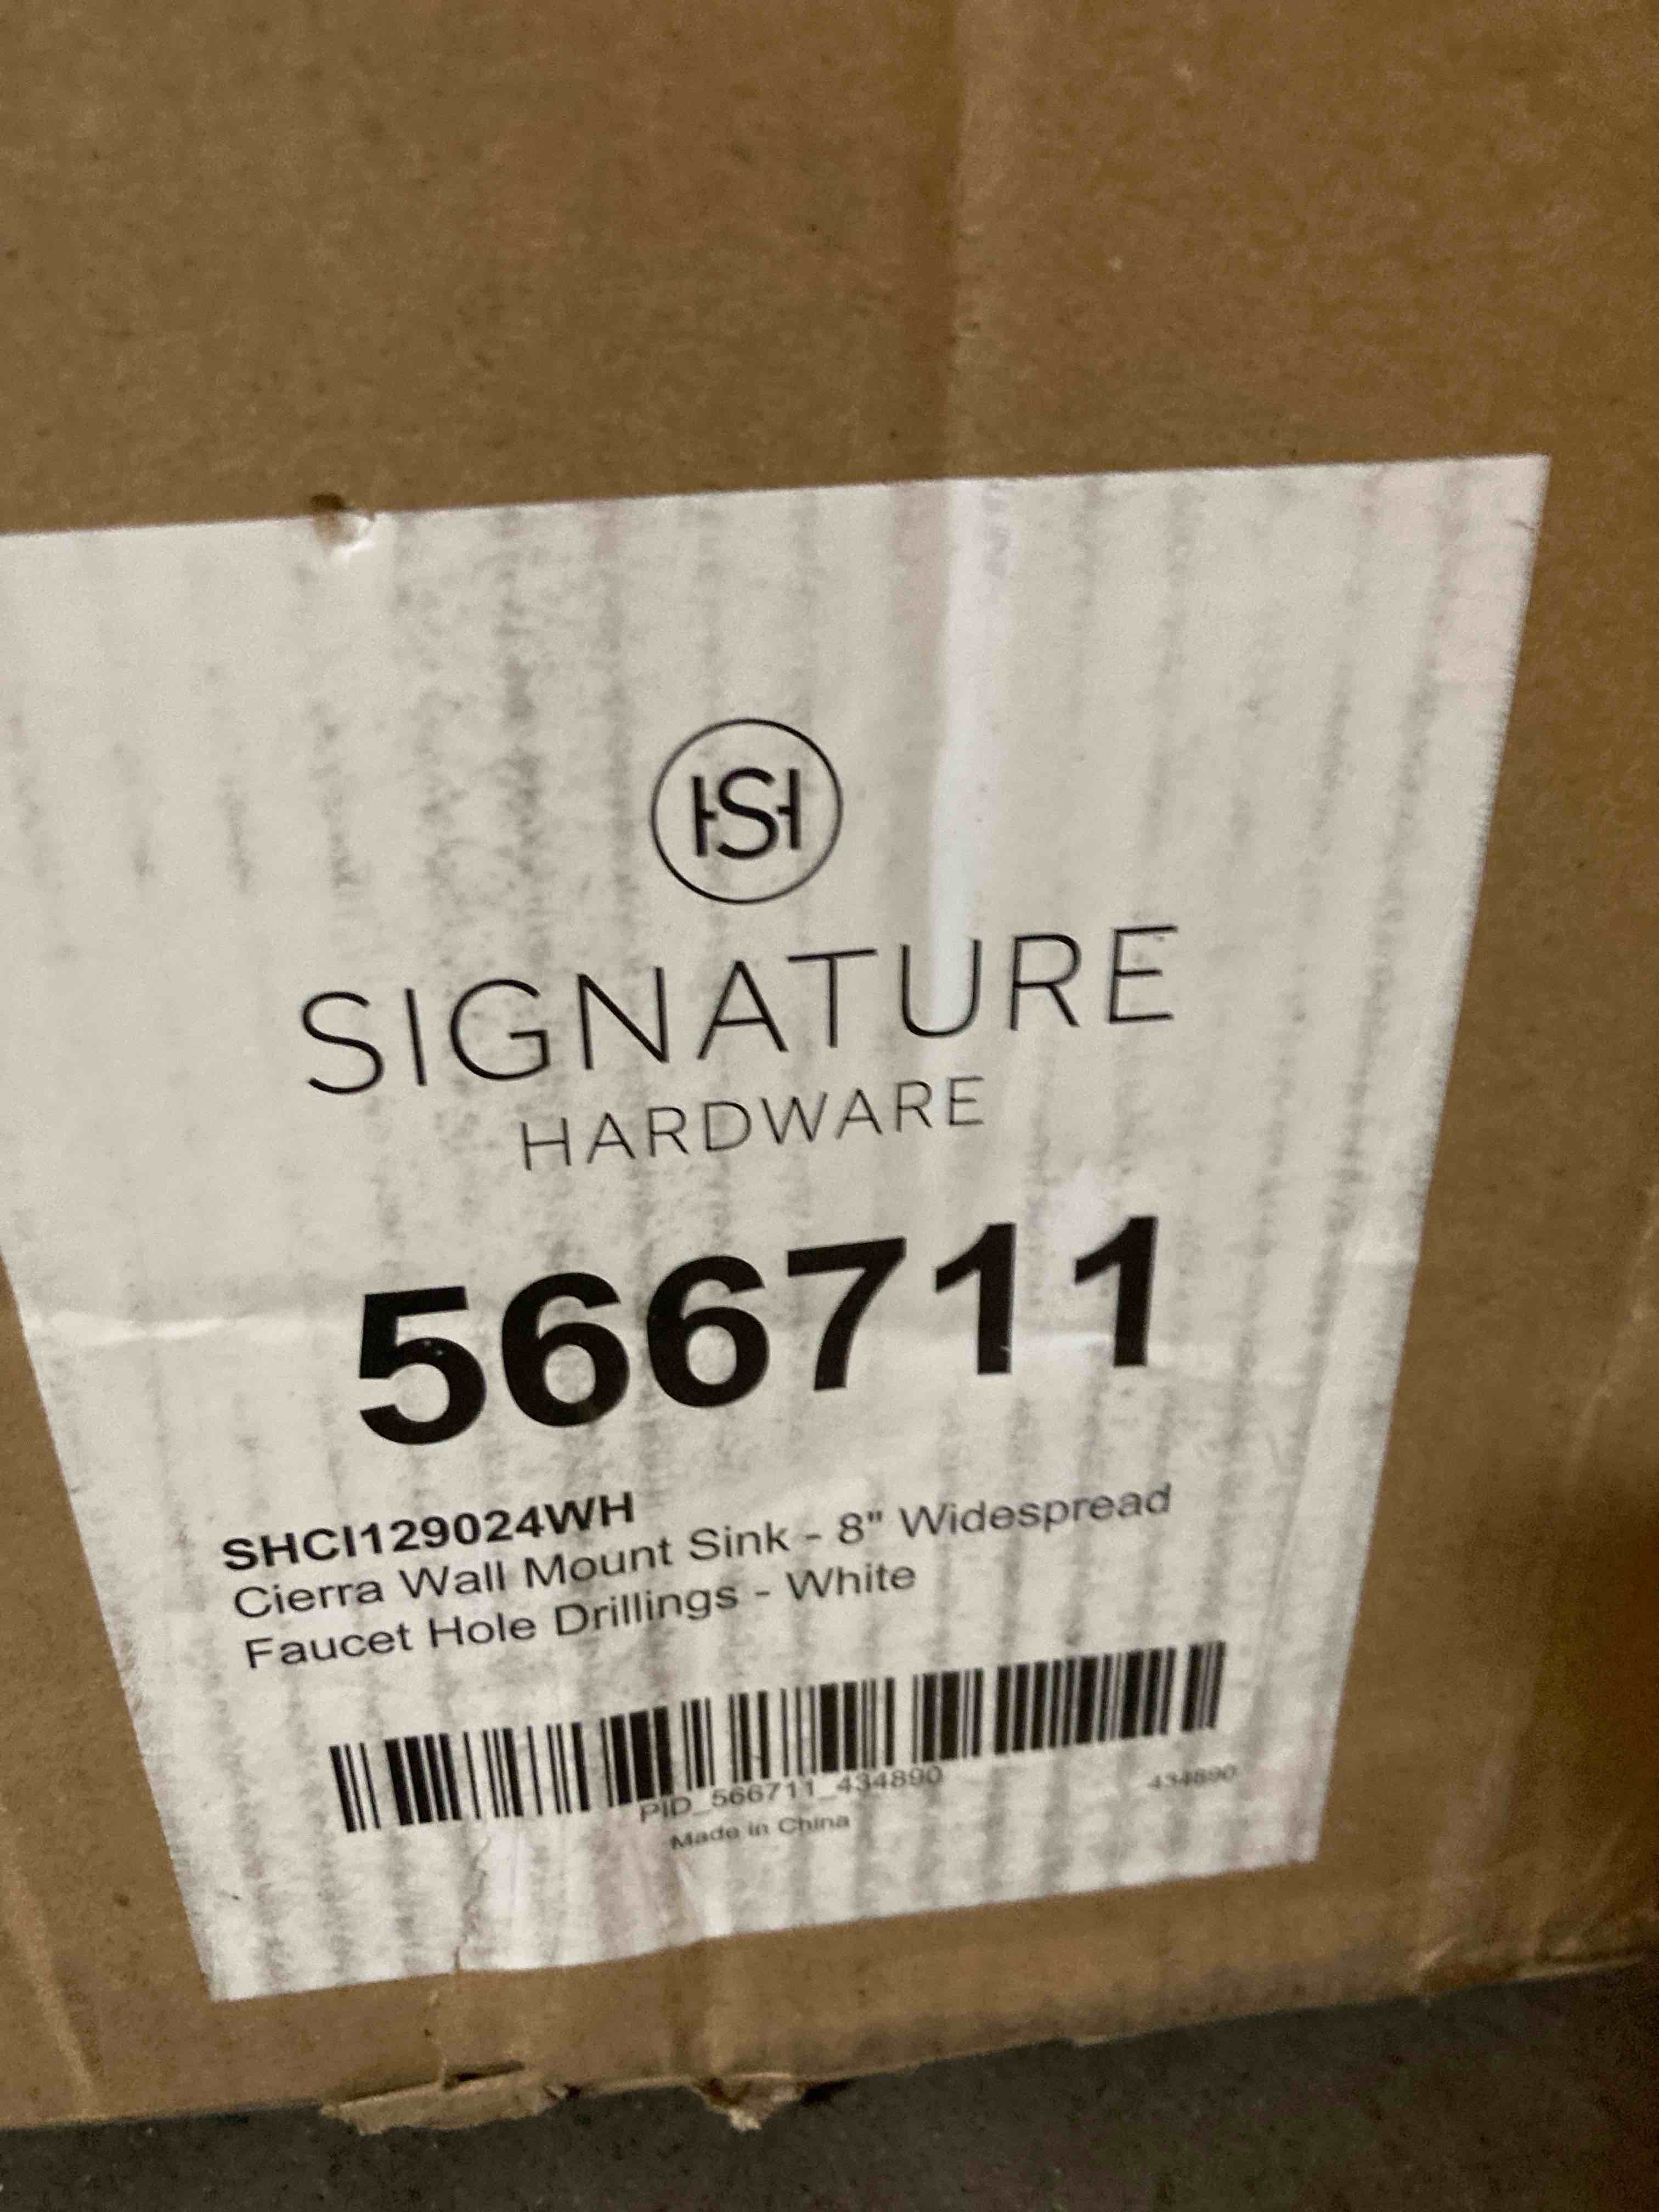 SH
SIGNATURE
HARDWARE
566711
SHCI129024WH
Cierra Wall Mount Sink - 8" Widespread
Faucet Hole Drillings - White
PID_566711_434890
434890
Made in China